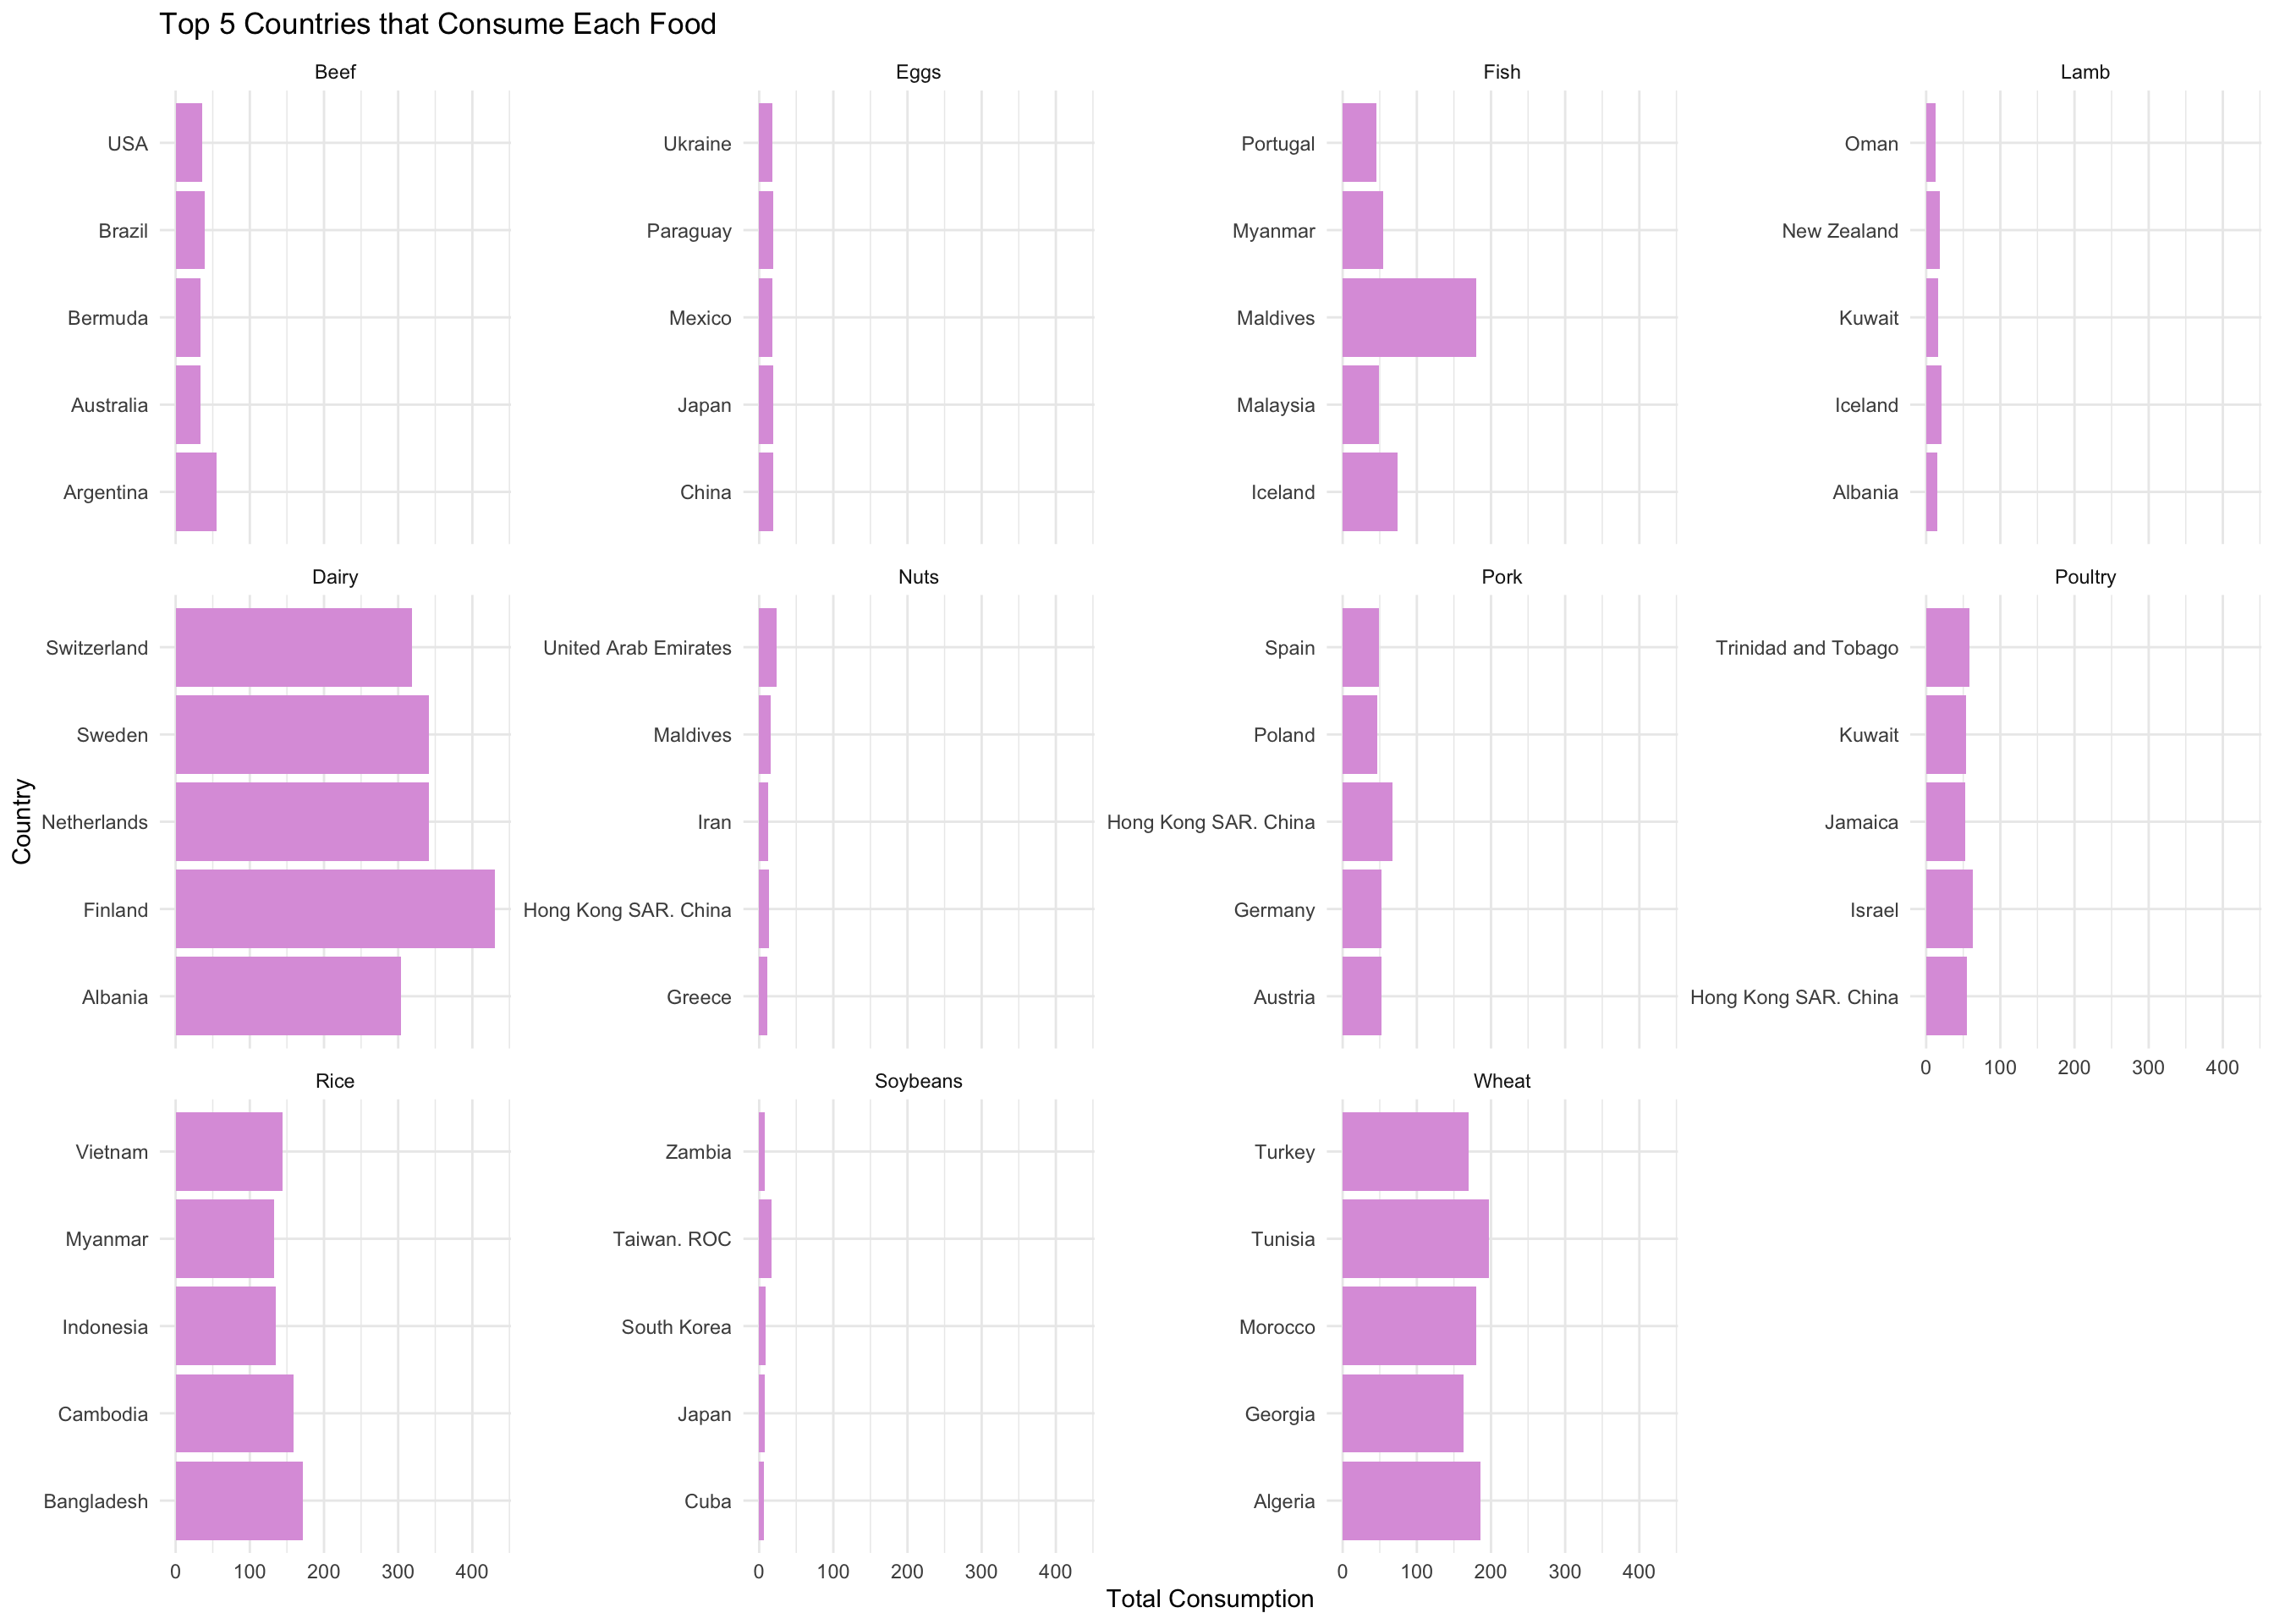 Top 5 Countries that Consume Each Food
Beef
USA
Brazil
Bermuda
Australia
Argentina
Eggs
Ukraine
Paraguay
Mexico
Japan
China
Fish
Portugal
Myanmar
Maldives
Malaysia
Iceland
Lamb
Oman
New Zealand
Kuwait
Iceland
Albania
Country
Dairy
Switzerland
Sweden
Netherlands
Finland
Albania
Nuts
United Arab Emirates
Maldives
Iran
Hong Kong SAR. China
Greece
Pork
Spain
Poland
Hong Kong SAR. China
Germany
Austria
Poultry
Trinidad and Tobago
Kuwait
Jamaica
Israel
Hong Kong SAR. China
0 100 200 300 400
Rice
Vietnam
Myanmar
Indonesia
Cambodia
Bangladesh
0 100 200 300 400
Soybeans
Zambia
Taiwan. ROC
South Korea
Japan
Cuba
0 100 200 300 400
Wheat
Turkey
Tunisia
Morocco
Georgia
Algeria
0 100 200 300 400
Total Consumption